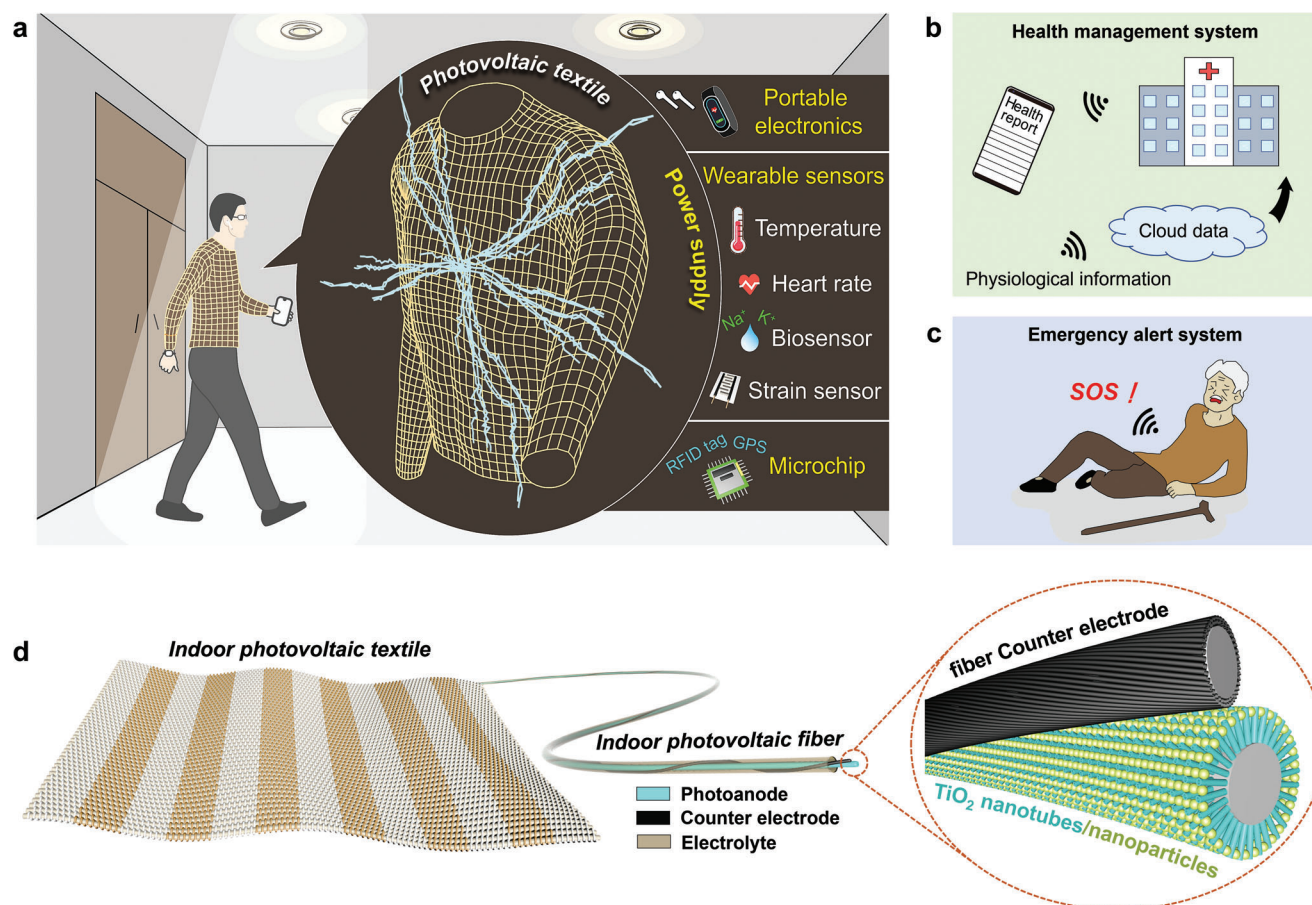 a
Photovoltaic textile
Power supply
Portable
electronics
Wearable sensors
Temperature
Heart rate
Na⁺ K⁺
Biosensor
Strain sensor
RFID tag GPS
Microchip
b
Health management system
Health
report
Cloud data
Physiological information
c
Emergency alert system
SOS !
d
Indoor photovoltaic textile
Indoor photovoltaic fiber
Photoanode
Counter electrode
Electrolyte
fiber Counter electrode
TiO₂ nanotubes/nanoparticles